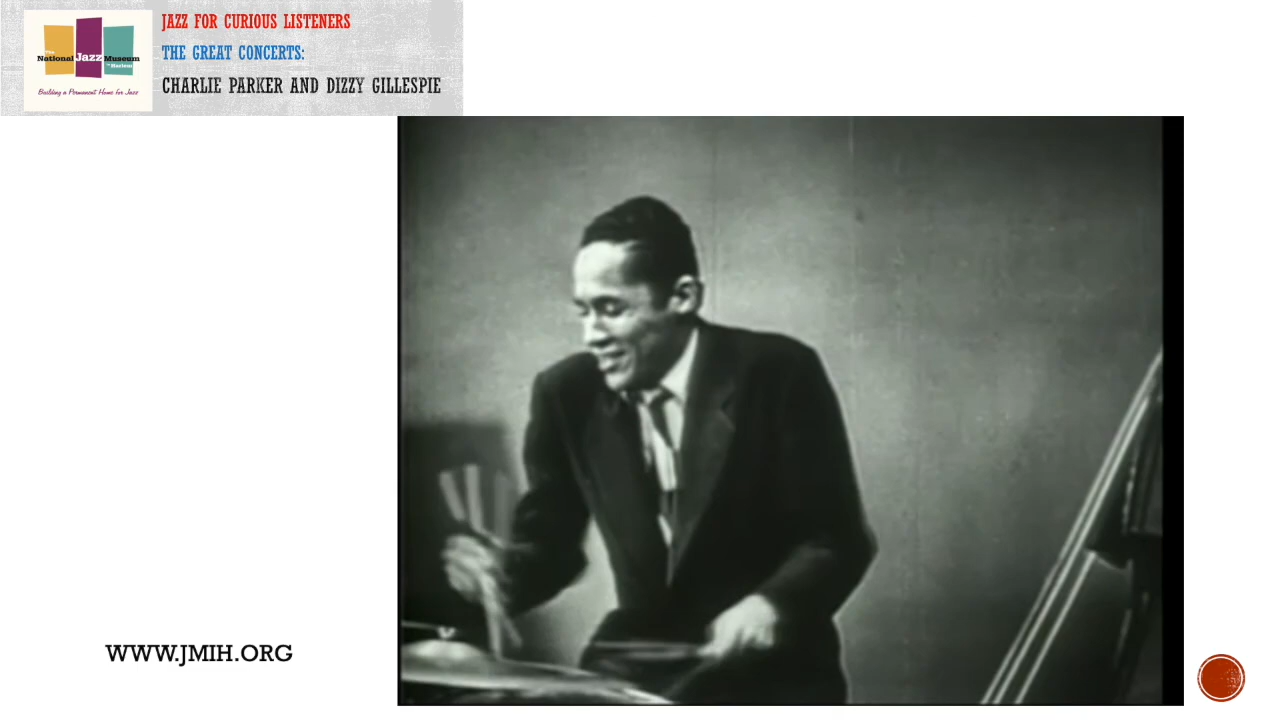 JAZZ FOR CURIOUS LISTENERS
THE GREAT CONCERTS:
CHARLIE PARKER AND DIZZY GILLESPIE
The
National Jazz Museum
in Harlem
Building a Permanent Home for Jazz
WWW.JMIH.ORG